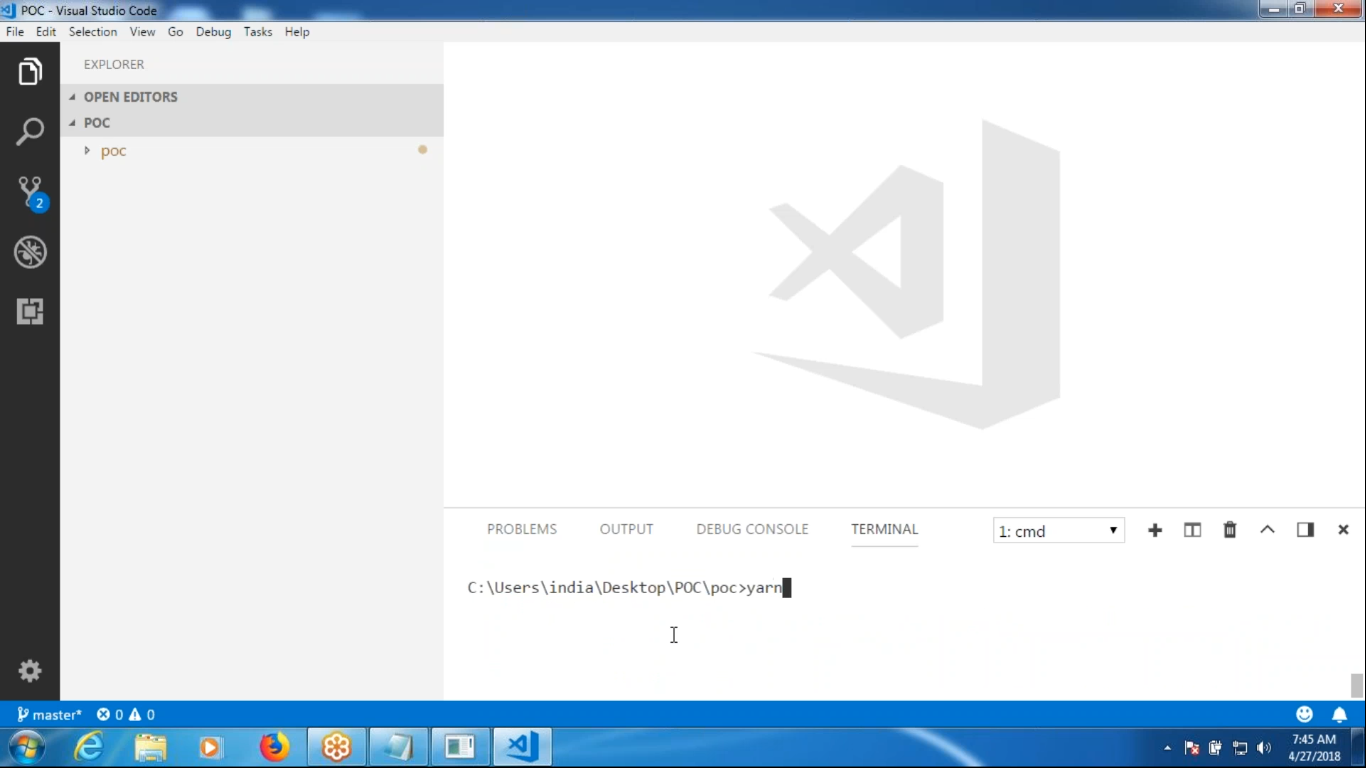 POC - Visual Studio Code
File Edit Selection View Go Debug Tasks Help
EXPLORER
OPEN EDITORS
POC
poc
2
PROBLEMS OUTPUT DEBUG CONSOLE TERMINAL 1: cmd
C:\Users\india\Desktop\POC\poc>yarn
master* 0 0
7:45 AM
4/27/2018